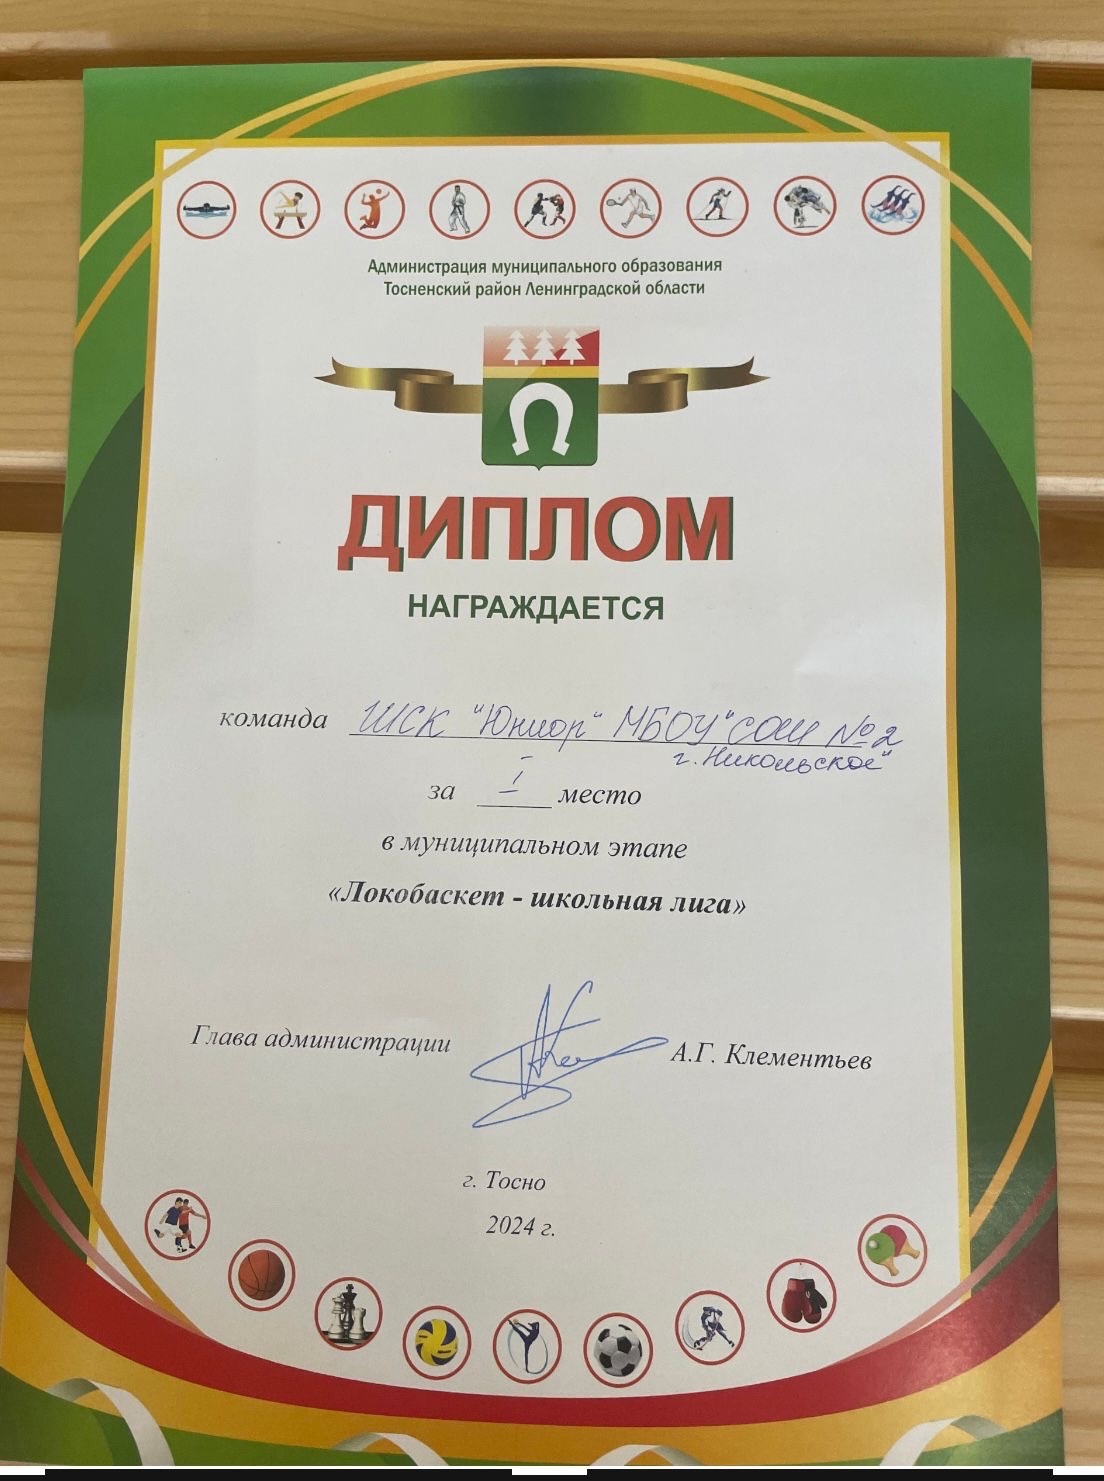 Администрация муниципального образования
Тосненский район Ленинградской области
ДИПЛОМ
НАГРАЖДАЕТСЯ
команда ШСК "Юниор" МБОУ "СОШ №2
г. Никольское"
за I место
в муниципальном этапе
«Локобаскет - школьная лига»
Глава администрации А.Г. Клементьев
г. Тосно
2024 г.